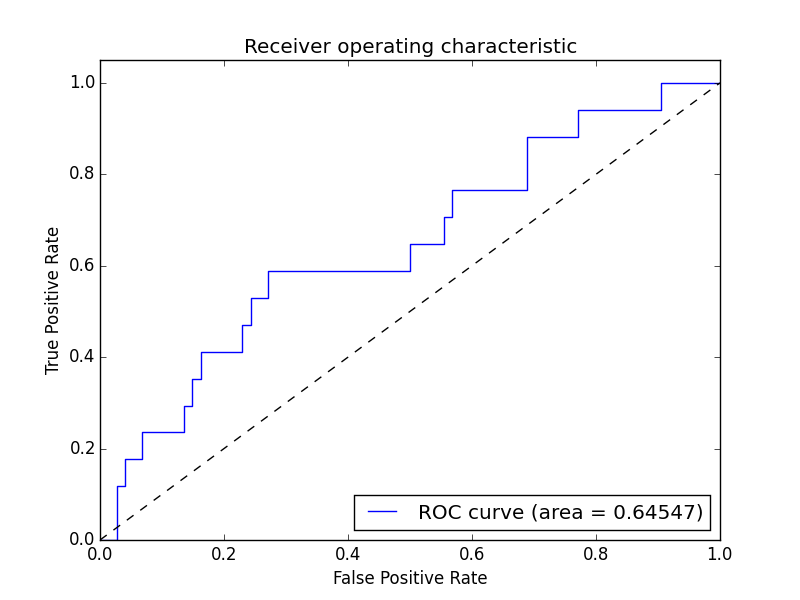 Receiver operating characteristic
1.0
0.8
0.6
0.4
0.2
0.0
True Positive Rate
ROC curve (area = 0.64547)
0.0 0.2 0.4 0.6 0.8 1.0
False Positive Rate